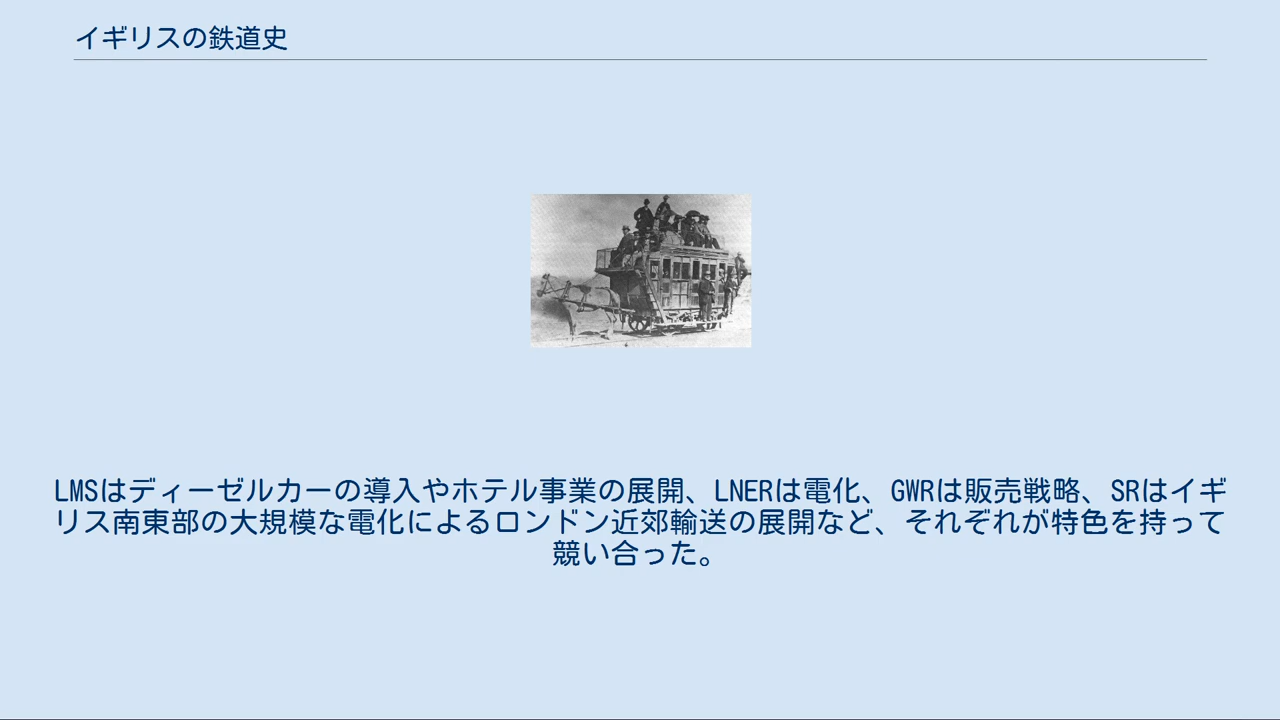 イギリスの鉄道史
LMSはディーゼルカーの導入やホテル事業の展開、LNERは電化、GWRは販売戦略、SRはイギ
リス南東部の大規模な電化によるロンドン近郊輸送の展開など、それぞれが特色を持って
競い合った。